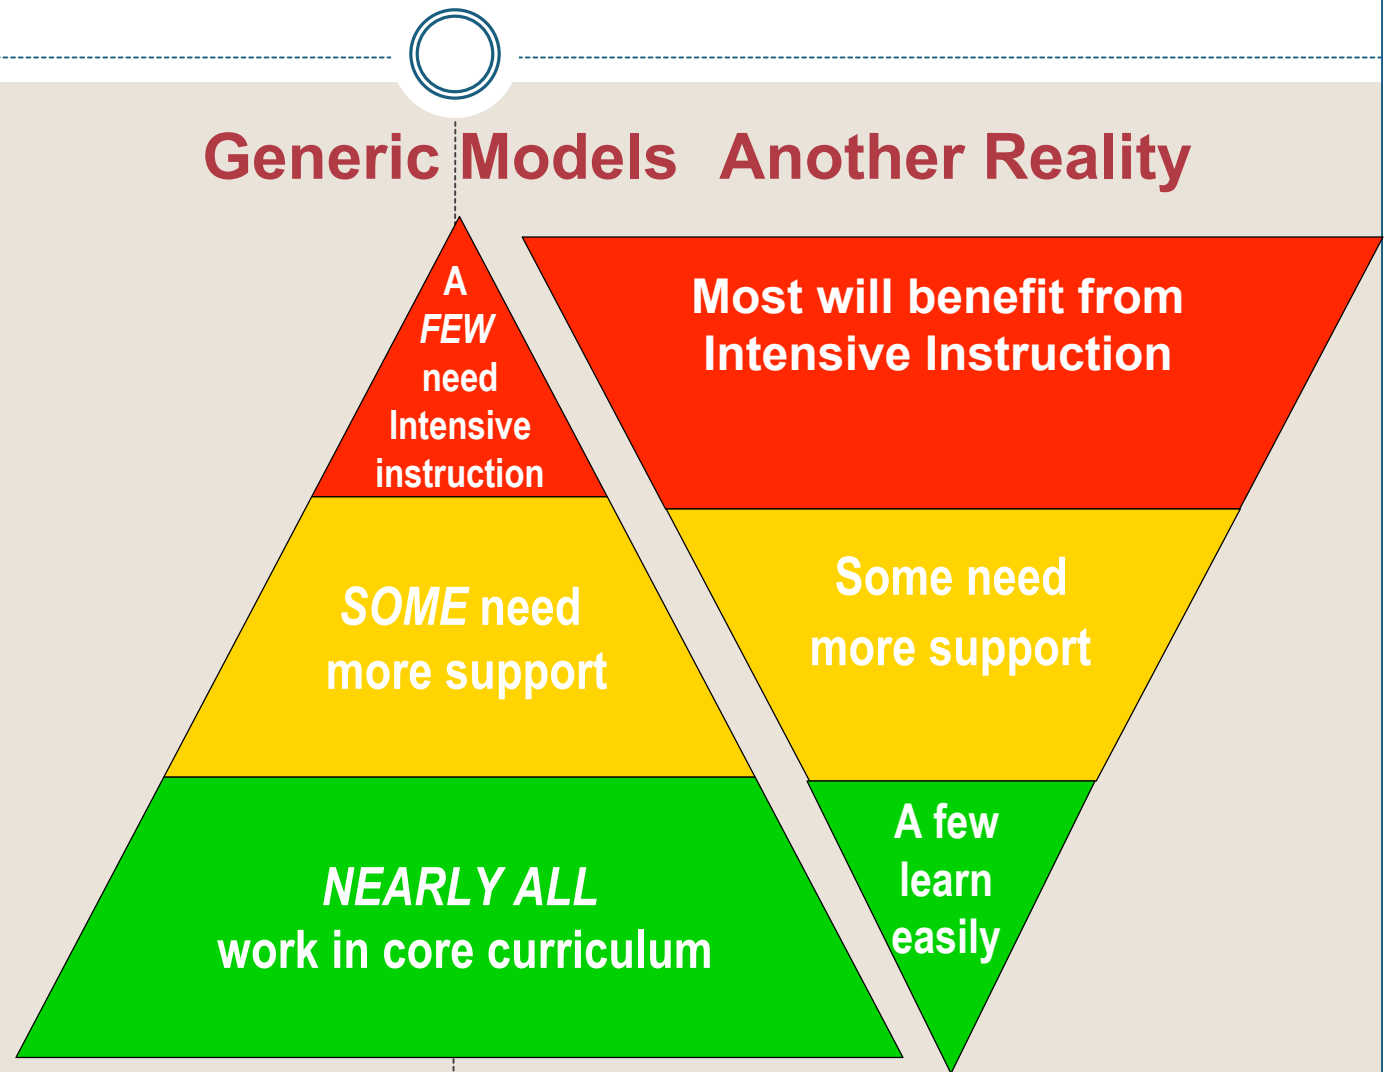 Generic Models Another Reality
A
FEW
need
Intensive
instruction
SOME need
more support
NEARLY ALL
work in core curriculum
Most will benefit from
Intensive Instruction
Some need
more support
A few
learn
easily